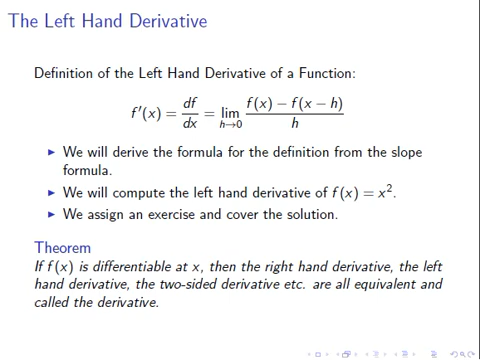 The Left Hand Derivative
Definition of the Left Hand Derivative of a Function:
f′(x) = df/dx = lim h→0 f(x) − f(x − h) / h
▶ We will derive the formula for the definition from the slope
formula.
▶ We will compute the left hand derivative of f(x) = x².
▶ We assign an exercise and cover the solution.
Theorem
If f(x) is differentiable at x, then the right hand derivative, the left
hand derivative, the two-sided derivative etc. are all equivalent and
called the derivative.